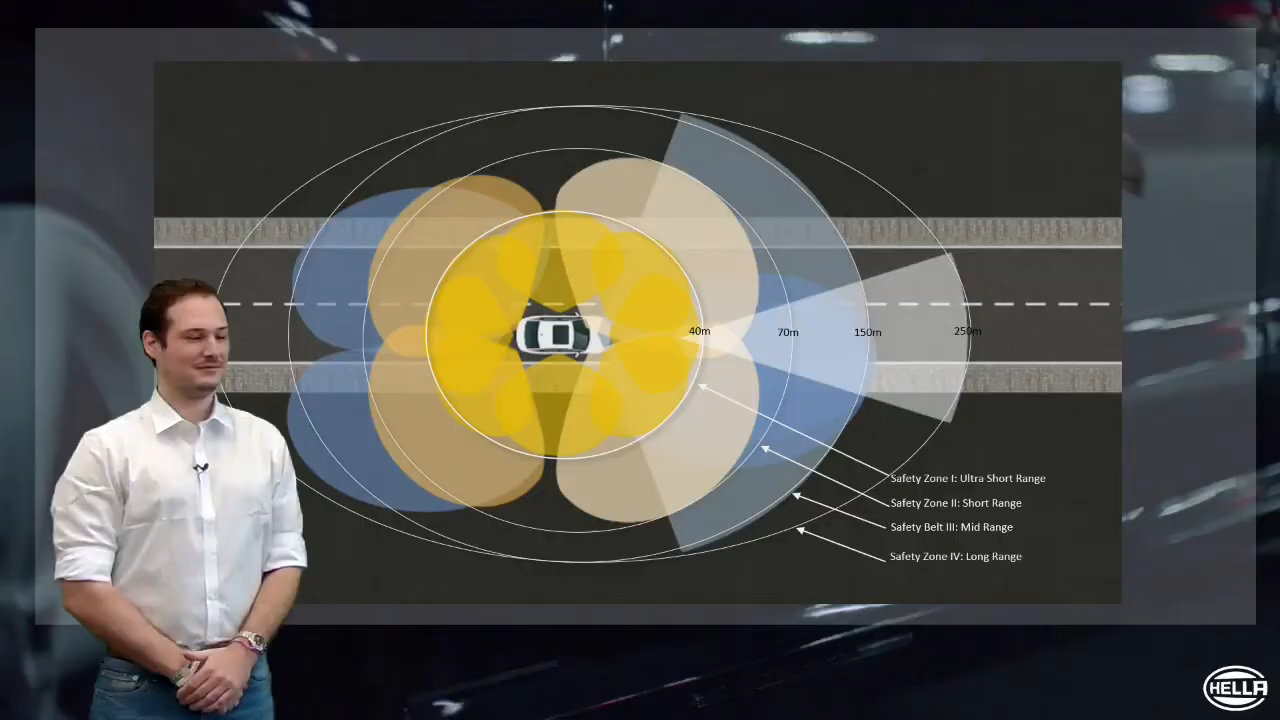 40m
70m
150m
250m
Safety Zone I: Ultra Short Range
Safety Zone II: Short Range
Safety Belt III: Mid Range
Safety Zone IV: Long Range
HELLA